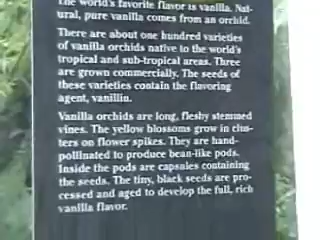 The world's favorite flavor is vanilla. Nat-
ural, pure vanilla comes from an orchid.
There are about one hundred varieties
of vanilla orchids native to the world's
tropical and sub-tropical areas. Three
are grown commercially. The seeds of
these varieties contain the flavoring
agent, vanillin.
Vanilla orchids are long, fleshy stemmed
vines. The yellow blossoms grow in clus-
ters on flower spikes. They are hand-
pollinated to produce bean-like pods.
Inside the pods are capsules containing
the seeds. The tiny, black seeds are pro-
cessed and aged to develop the full, rich
vanilla flavor.